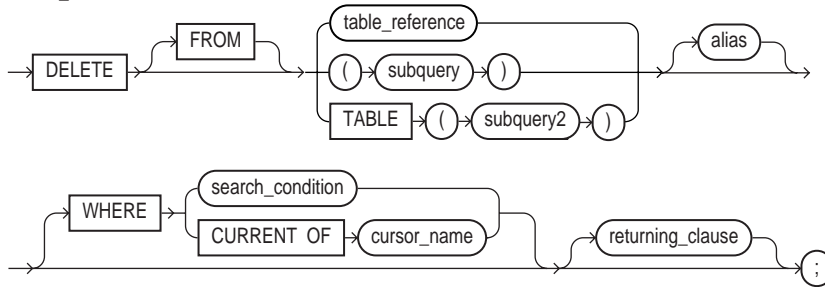 table_reference
FROM alias
DELETE ( subquery )
TABLE ( subquery2 )
search_condition
WHERE returning_clause
CURRENT OF cursor_name
;